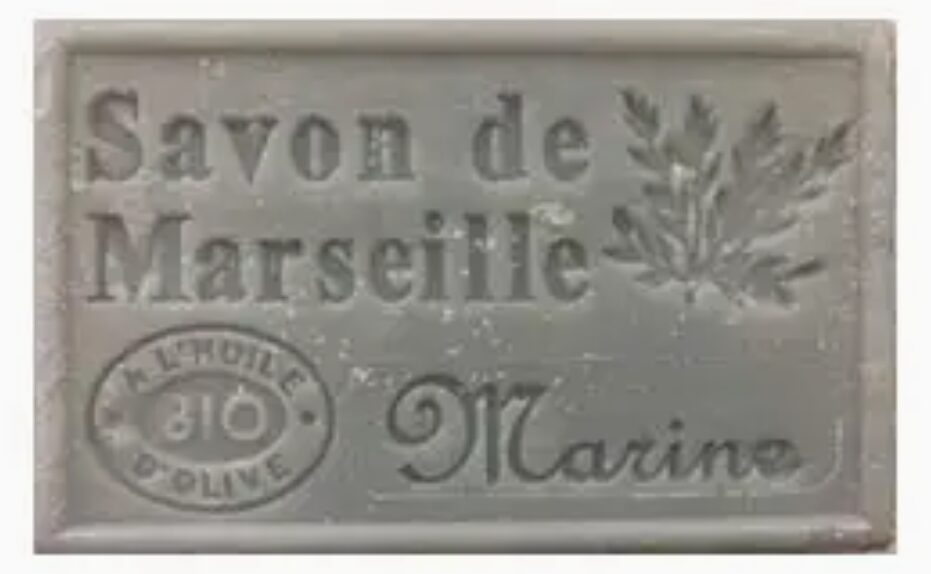 Savon de
Marseille
A L'HUILE
BIO
D'OLIVE
Marine